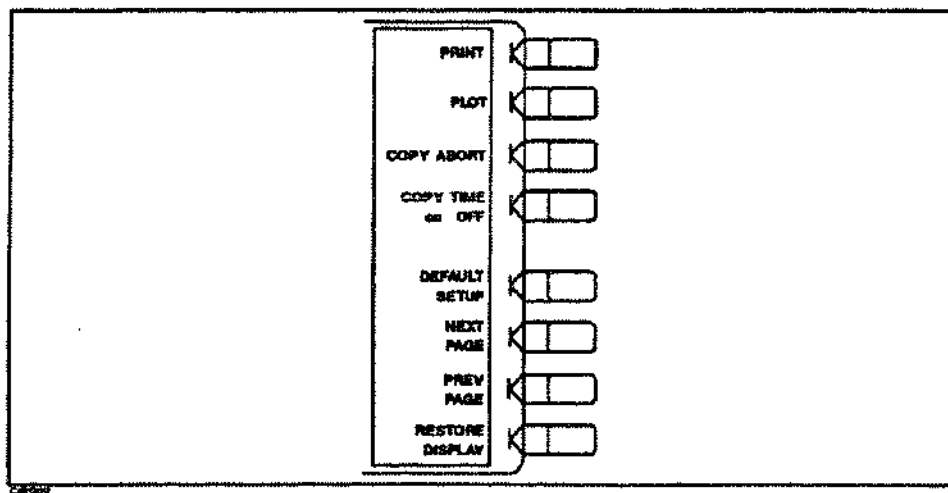 PRINT
PLOT
COPY ABORT
COPY TIME
on OFF
DEFAULT
SETUP
NEXT
PAGE
PREV
PAGE
RESTORE
DISPLAY